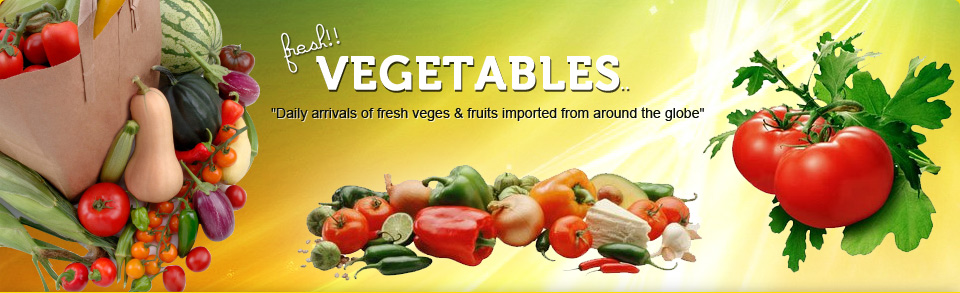 fresh!!
VEGETABLES..
"Daily arrivals of fresh veges & fruits imported from around the globe"